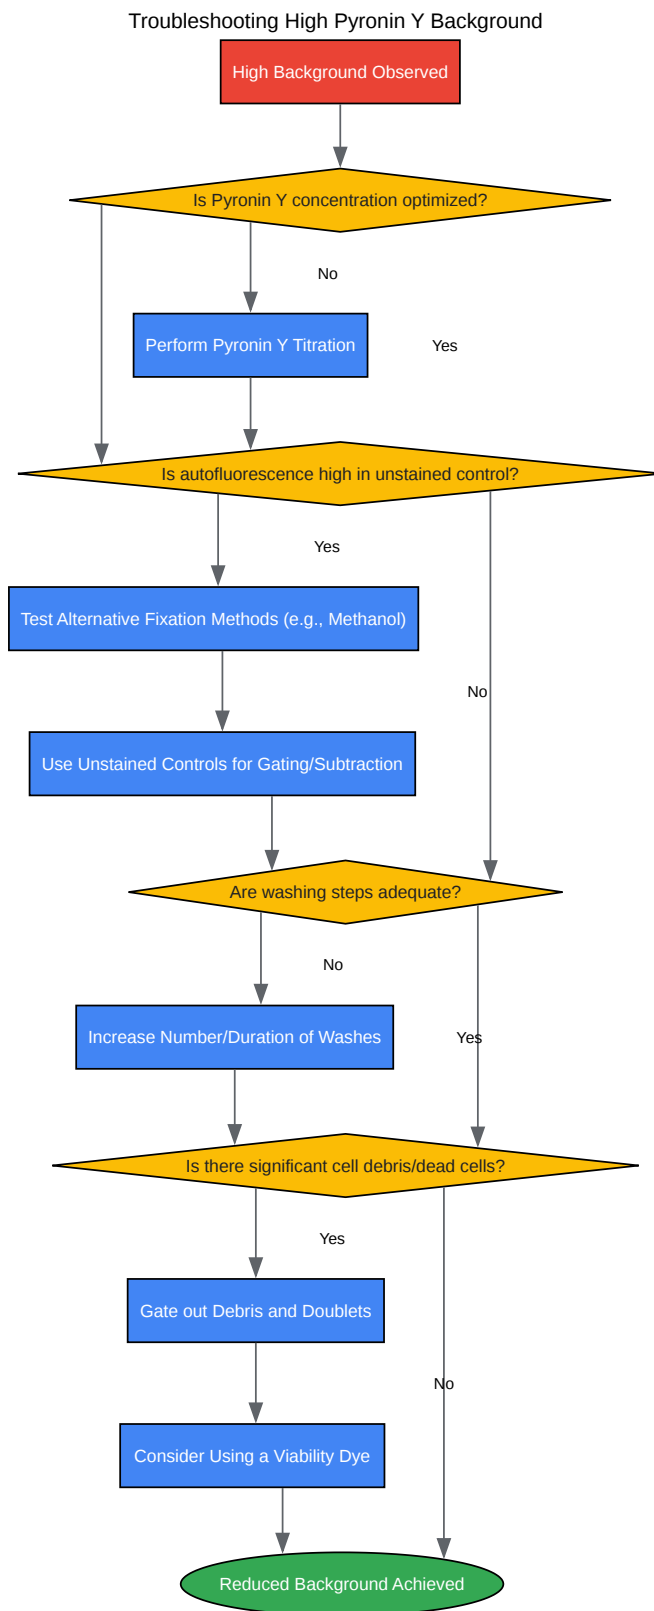 Troubleshooting High Pyronin Y Background
High Background Observed
Is Pyronin Y concentration optimized?
No
Perform Pyronin Y Titration
Yes
Is autofluorescence high in unstained control?
Yes
Test Alternative Fixation Methods (e.g., Methanol)
No
Use Unstained Controls for Gating/Subtraction
Are washing steps adequate?
No
Increase Number/Duration of Washes
Yes
Is there significant cell debris/dead cells?
Yes
Gate out Debris and Doublets
No
Consider Using a Viability Dye
Reduced Background Achieved